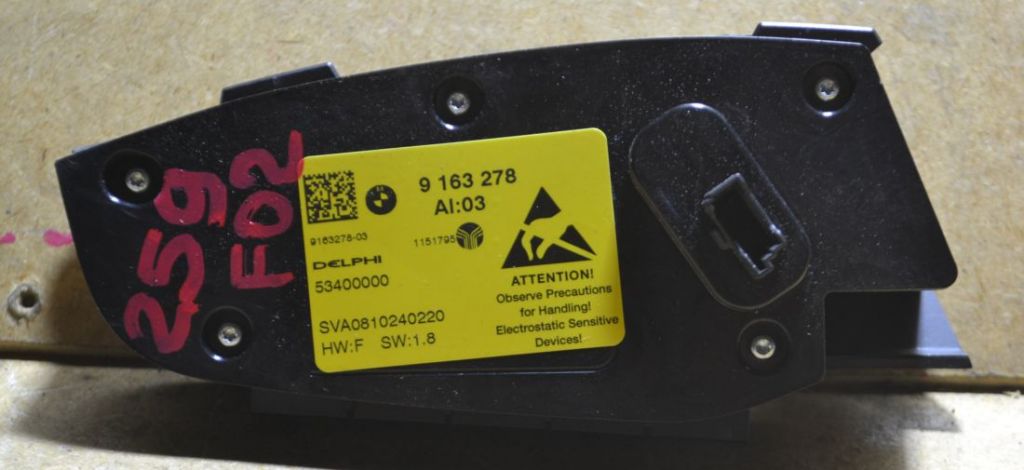 259
F02
9 163 278
AI:03
9163278-03
1151795
DELPHI
53400000
SVA0810240220
HW:F SW:1.8
ATTENTION!
Observe Precautions
for Handling!
Electrostatic Sensitive
Devices!